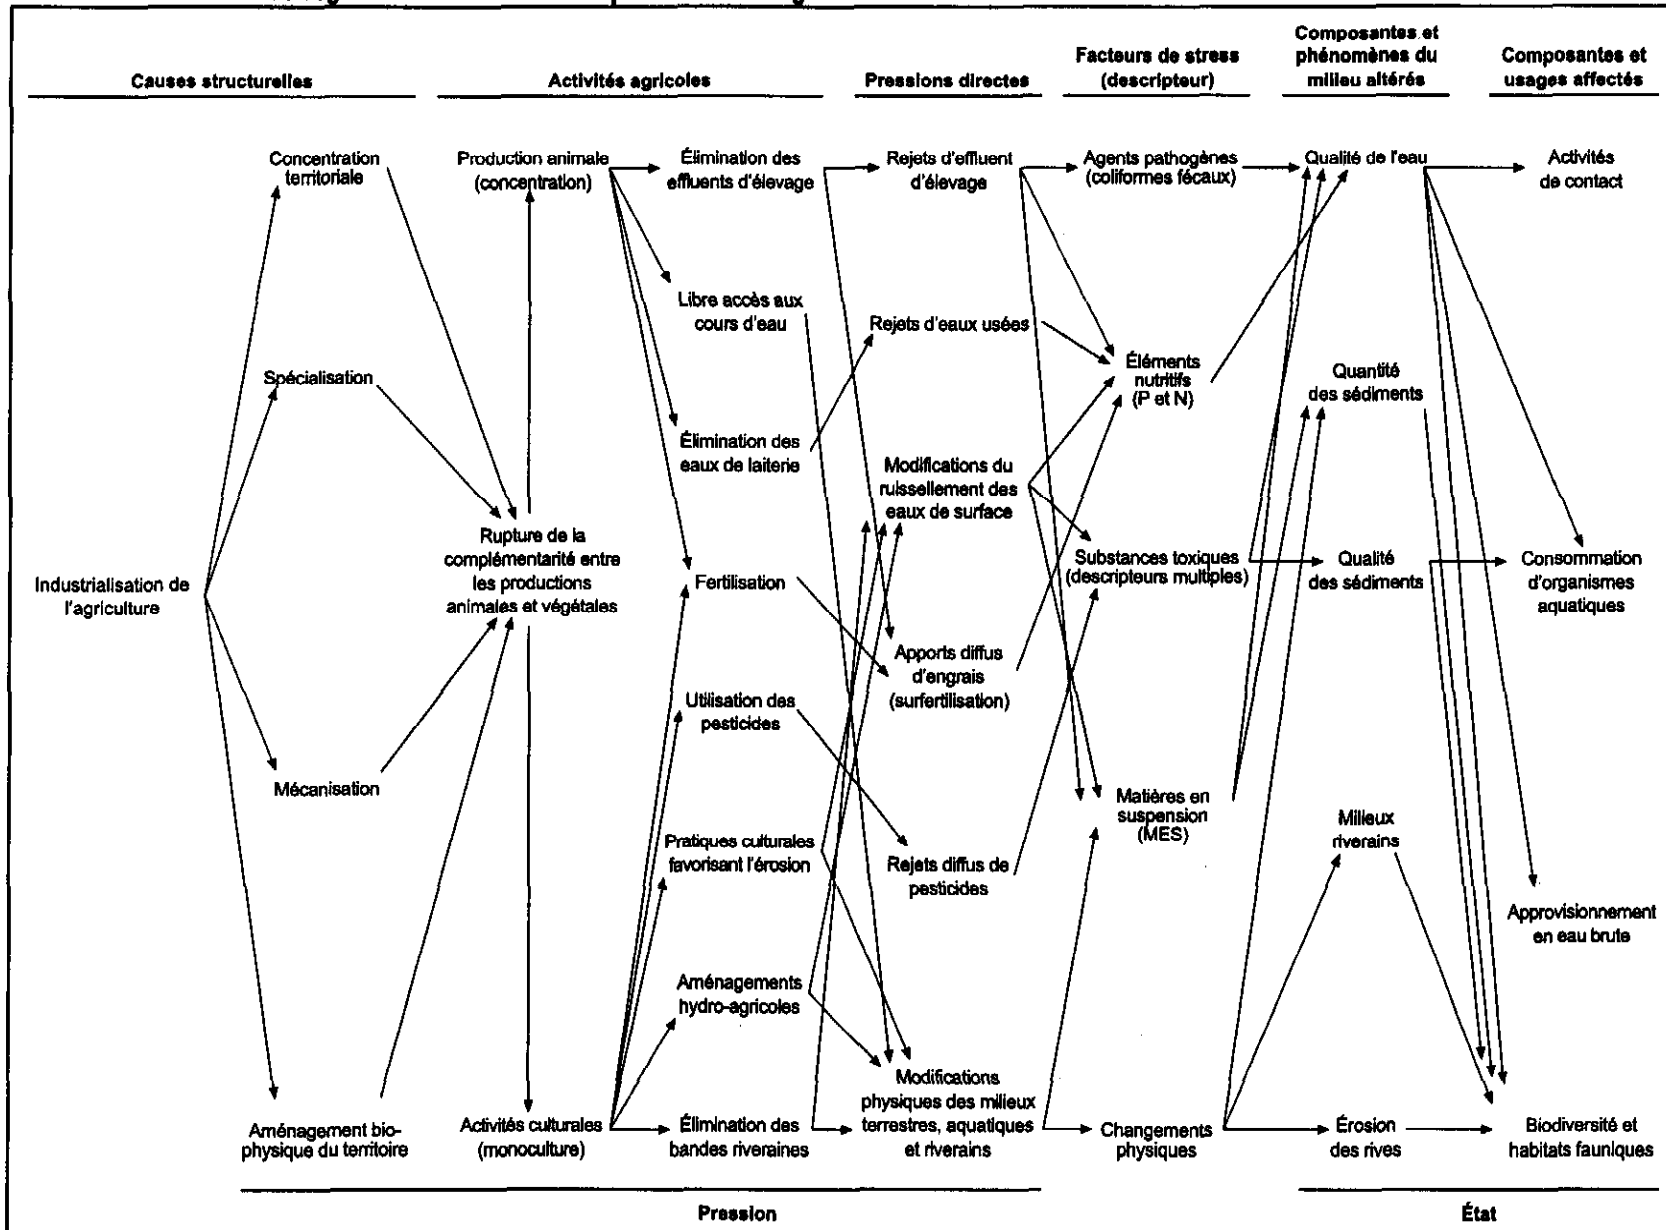 Causes structurelles
Activités agricoles
Pressions directes
Facteurs de stress
(descripteur)
Composantes et
phénomènes du
milieu altérés
Composantes et
usages affectés
Concentration
territoriale
Production animale
(concentration)
Élimination des
effluents d'élevage
Rejets d'effluent
d'élevage
Agents pathogènes
(coliformes fécaux)
Qualité de l'eau
Activités
de contact
Libre accès aux
cours d'eau
Rejets d'eaux usées
Éléments
nutritifs
(P et N)
Quantité
des sédiments
Spécialisation
Élimination des
eaux de laiterie
Modifications du
ruissellement des
eaux de surface
Industrialisation de
l'agriculture
Rupture de la
complémentarité entre
les productions
animales et végétales
Fertilisation
Substances toxiques
(descripteurs multiples)
Qualité
des sédiments
Consommation
d'organismes
aquatiques
Apports diffus
d'engrais
(surfertilisation)
Utilisation des
pesticides
Mécanisation
Matières en
suspension
(MES)
Milieux
riverains
Pratiques culturales
favorisant l'érosion
Rejets diffus de
pesticides
Approvisionnement
en eau brute
Aménagements
hydro-agricoles
Aménagement bio-
physique du territoire
Activités culturales
(monoculture)
Élimination des
bandes riveraines
Modifications
physiques des milieux
terrestres, aquatiques
et riverains
Changements
physiques
Érosion
des rives
Biodiversité et
habitats fauniques
Pression
État